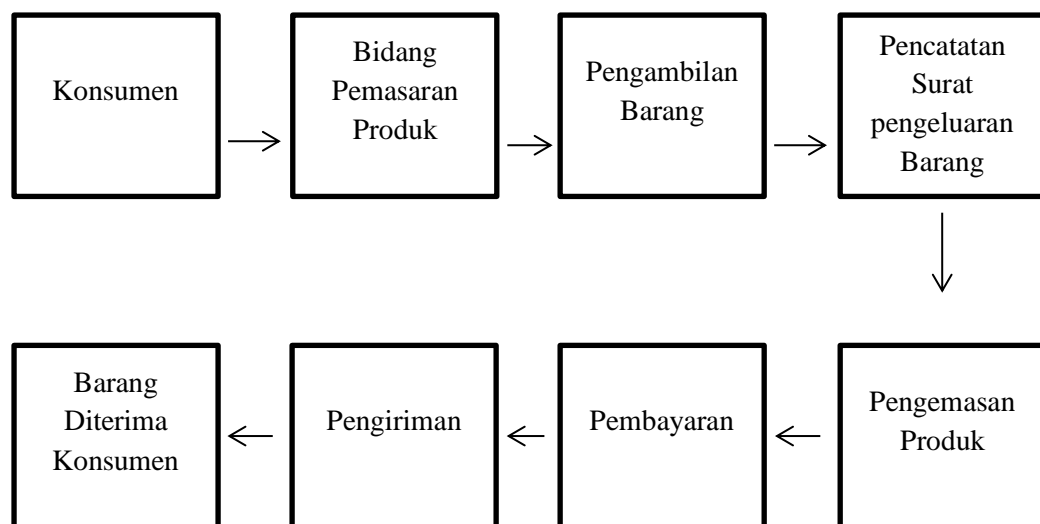 Konsumen
Bidang
Pemasaran
Produk
Pengambilan
Barang
Pencatatan
Surat
pengeluaran
Barang
Barang
Diterima
Konsumen
Pengiriman
Pembayaran
Pengemasan
Produk